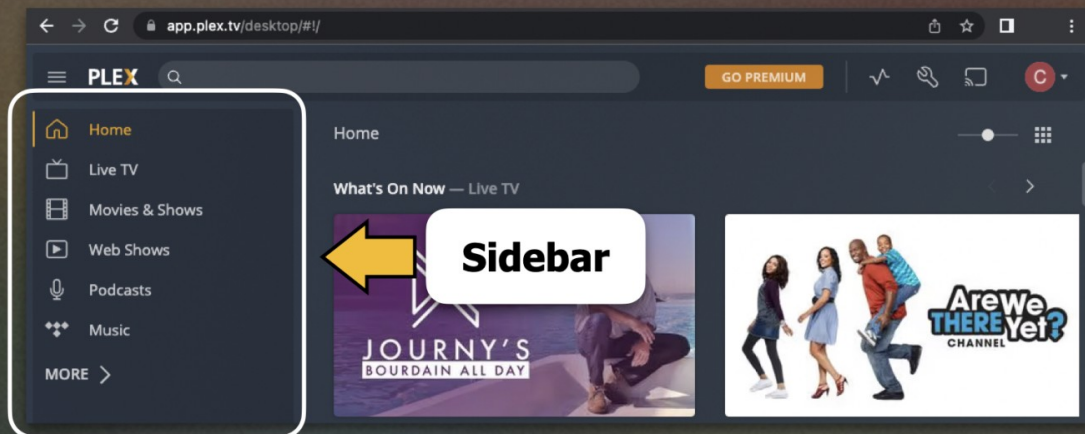 app.plex.tv/desktop/#!/
PLEX
GO PREMIUM
C
Home
Live TV
Movies & Shows
Web Shows
Podcasts
Music
MORE
Home
What's On Now — Live TV
Sidebar
JOURNY'S
BOURDAIN ALL DAY
Are We
THERE Yet?
CHANNEL